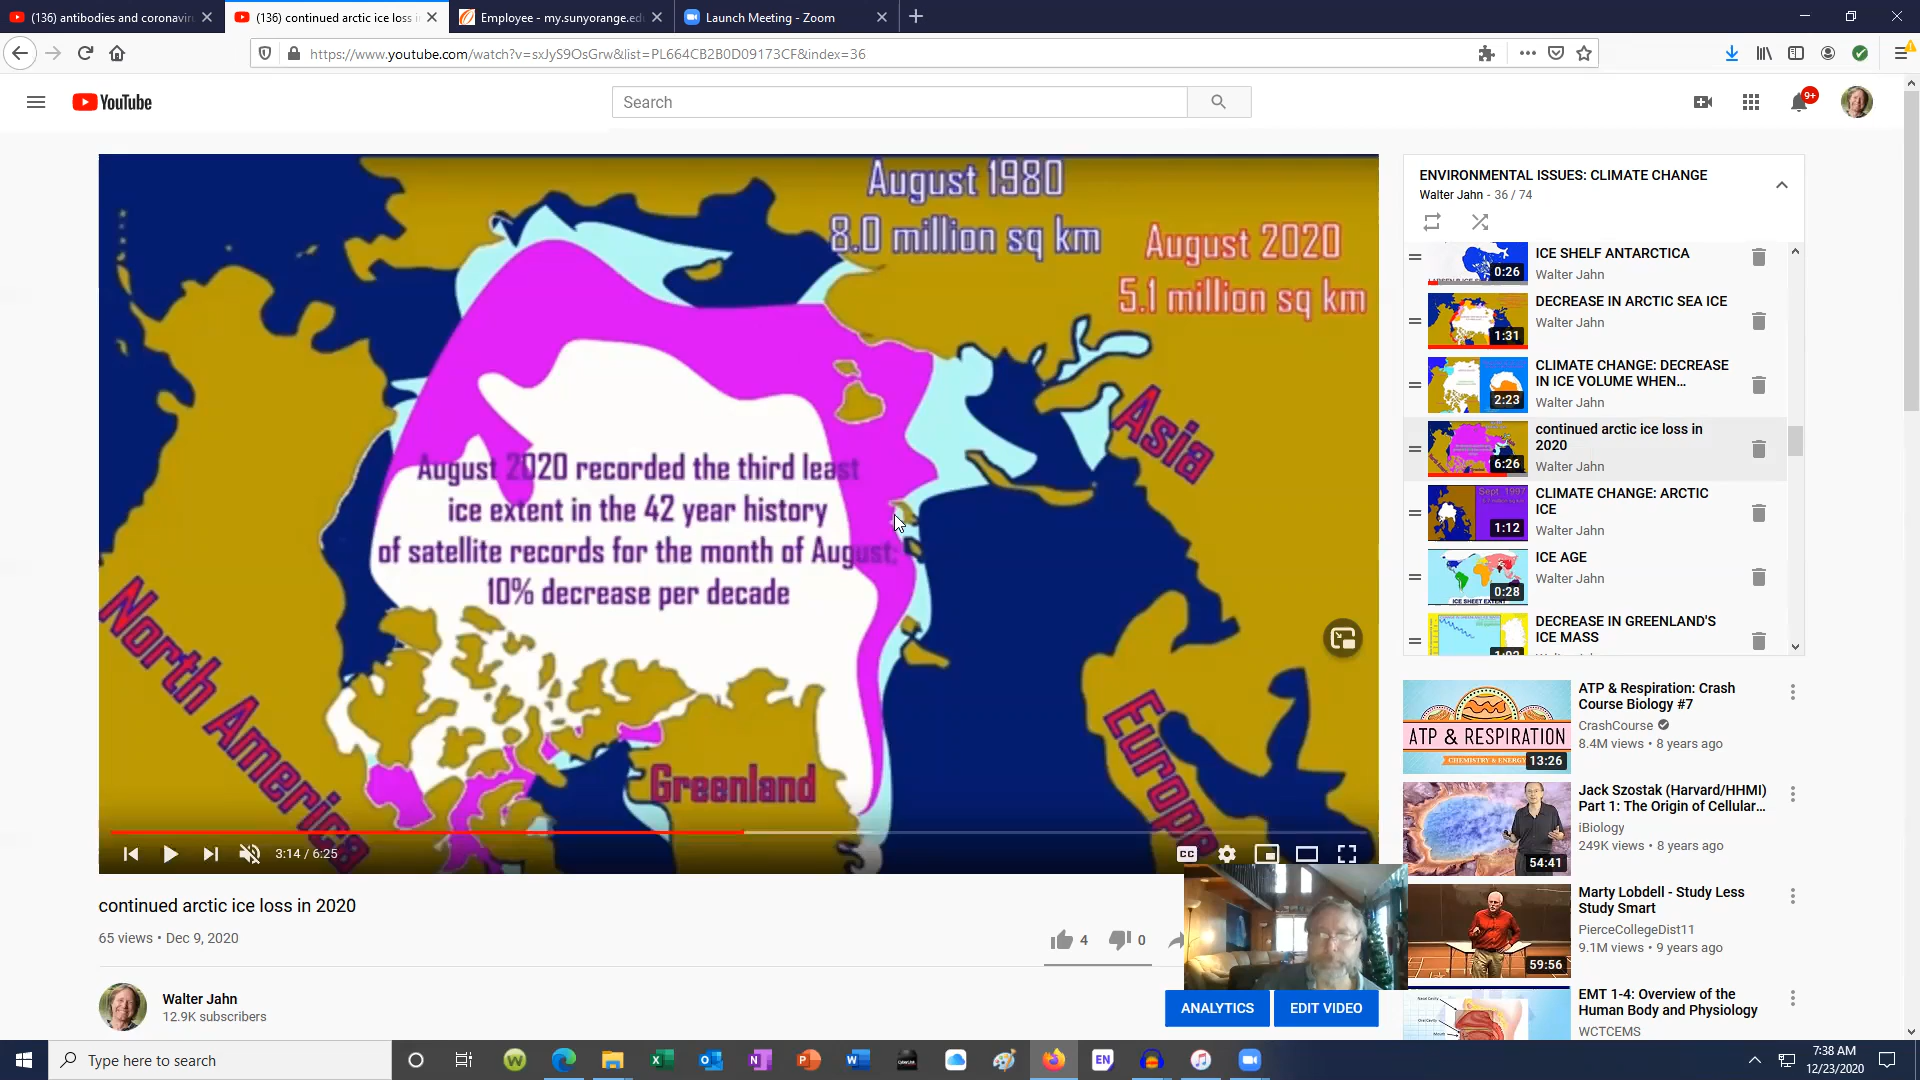 (136) antibodies and coronaviru
(136) continued arctic ice loss i
Employee - my.sunyorange.ed
Launch Meeting - Zoom
https://www.youtube.com/watch?v=sxJyS9OsGrw&list=PL664CB2B0D09173CF&index=36
YouTube
Search
9+
August 1980
8.0 million sq km
August 2020
5.1 million sq km
Asia
August 2020 recorded the third least
ice extent in the 42 year history
of satellite records for the month of August;
10% decrease per decade
North America
Greenland
Europe
3:14 / 6:25
CC
continued arctic ice loss in 2020
65 views • Dec 9, 2020
4
0
Walter Jahn
12.9K subscribers
ANALYTICS
EDIT VIDEO
ENVIRONMENTAL ISSUES: CLIMATE CHANGE
Walter Jahn - 36 / 74
ICE SHELF ANTARCTICA
Walter Jahn
0:26
DECREASE IN ARCTIC SEA ICE
Walter Jahn
1:31
CLIMATE CHANGE: DECREASE
IN ICE VOLUME WHEN...
Walter Jahn
2:23
continued arctic ice loss in
2020
Walter Jahn
6:26
CLIMATE CHANGE: ARCTIC
ICE
Walter Jahn
Sept 1997
1:12
ICE AGE
Walter Jahn
0:28
ICE SHEET EXTENT
DECREASE IN GREENLAND'S
ICE MASS
ATP & Respiration: Crash
Course Biology #7
CrashCourse
8.4M views • 8 years ago
ATP & RESPIRATION
CHEMISTRY & ENERGY
13:26
Jack Szostak (Harvard/HHMI)
Part 1: The Origin of Cellular...
iBiology
249K views • 8 years ago
54:41
Marty Lobdell - Study Less
Study Smart
PierceCollegeDist11
9.1M views • 9 years ago
59:56
EMT 1-4: Overview of the
Human Body and Physiology
WCTCEMS
Type here to search
EN
7:38 AM
12/23/2020